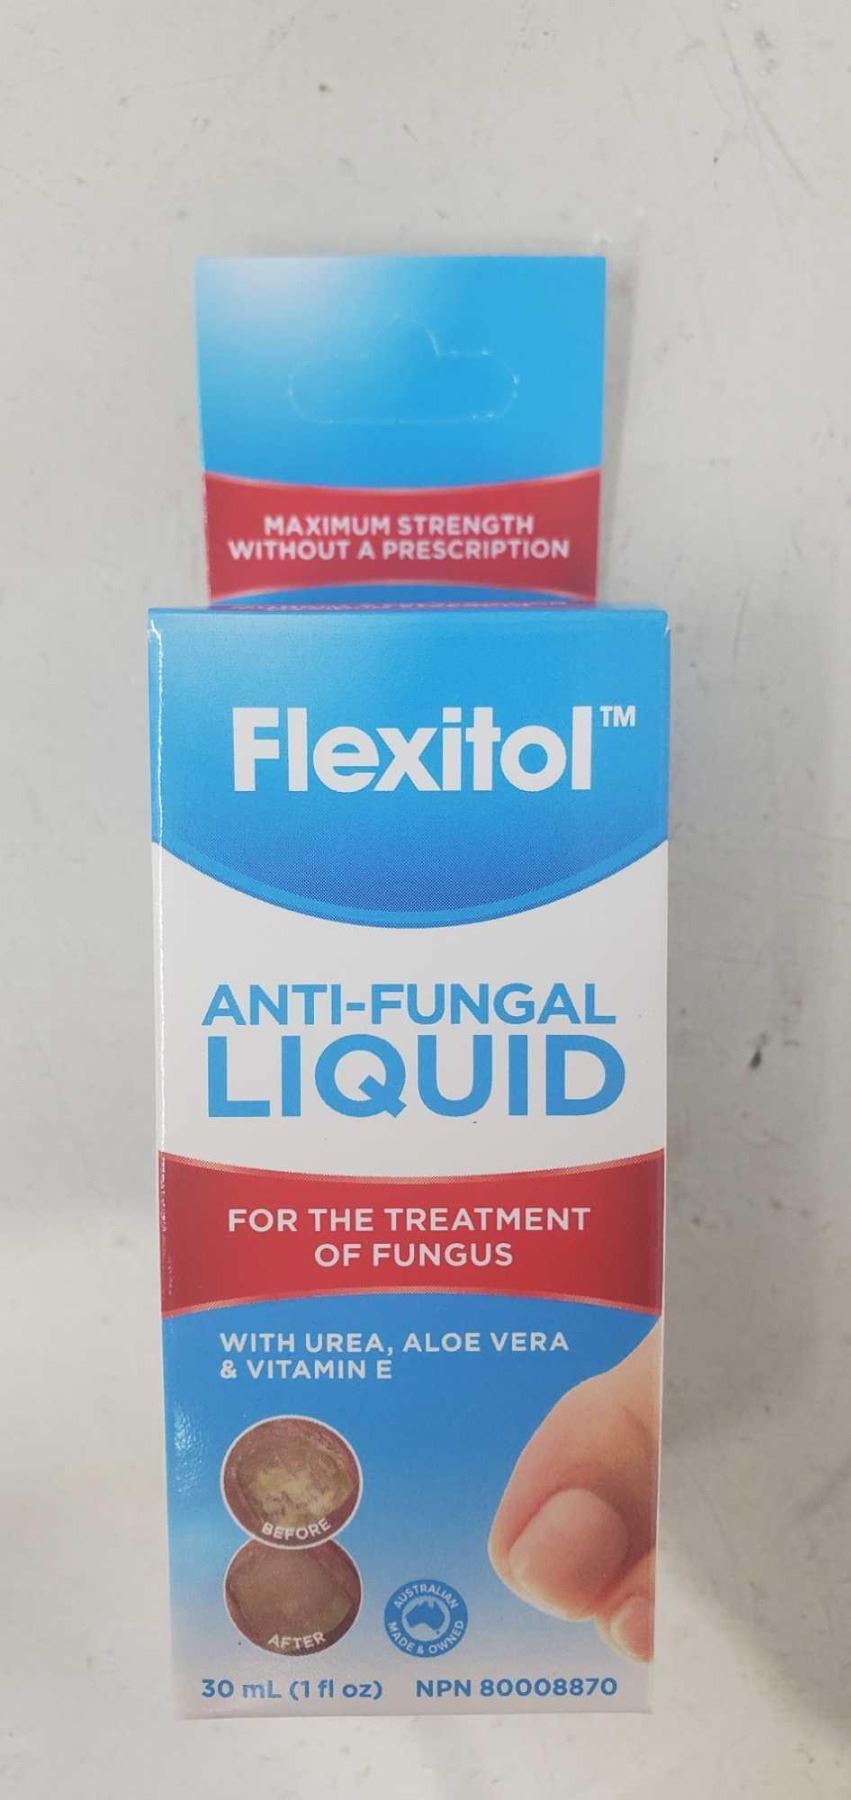 MAXIMUM STRENGTH
WITHOUT A PRESCRIPTION
Flexitol™
ANTI-FUNGAL
LIQUID
FOR THE TREATMENT
OF FUNGUS
WITH UREA, ALOE VERA
& VITAMIN E
BEFORE
AFTER
AUSTRALIAN
MADE & OWNED
30 mL (1 fl oz) NPN 80008870